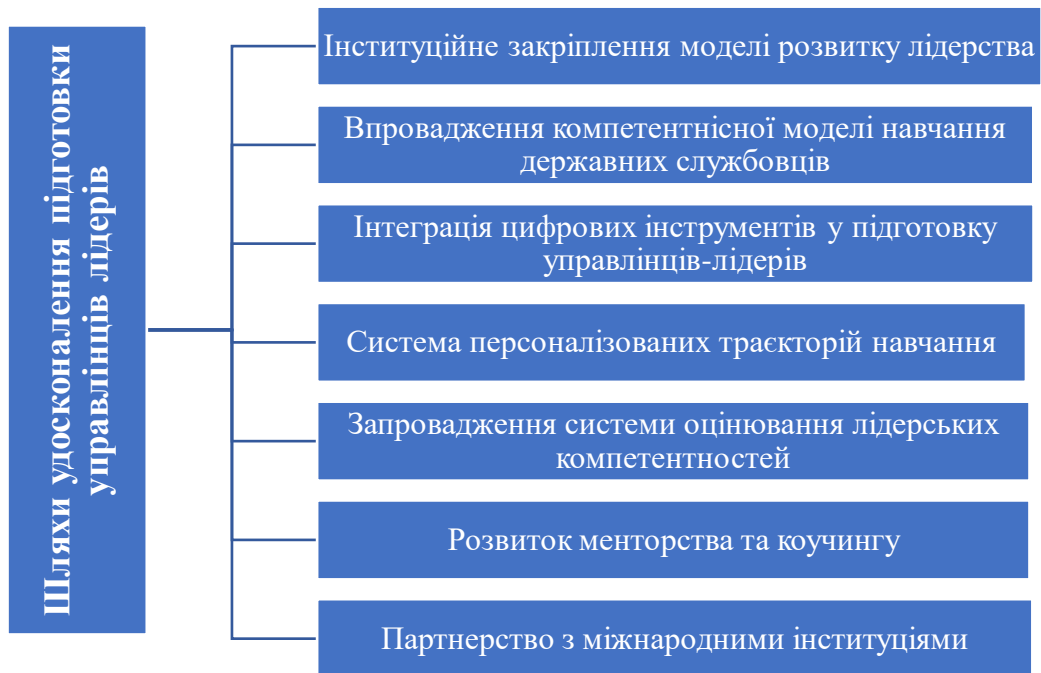 Шляхи удосконалення підготовки
управлінців лідерів
Інституційне закріплення моделі розвитку лідерства
Впровадження компетентнісної моделі навчання
державних службовців
Інтеграція цифрових інструментів у підготовку
управлінців-лідерів
Система персоналізованих траєкторій навчання
Запровадження системи оцінювання лідерських
компетентностей
Розвиток менторства та коучингу
Партнерство з міжнародними інституціями